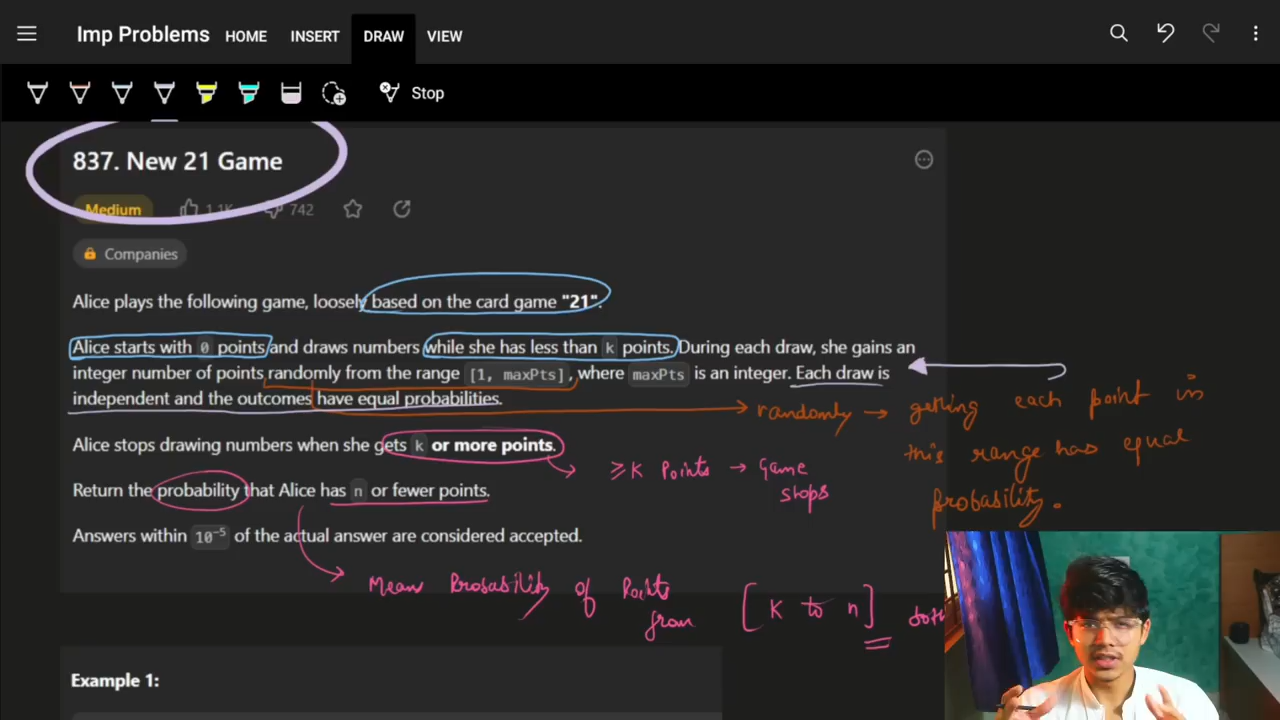 Imp Problems HOME INSERT DRAW VIEW
Stop
837. New 21 Game
Medium 1.1K 742
Companies
Alice plays the following game, loosely based on the card game "21".
Alice starts with 0 points and draws numbers while she has less than k points. During each draw, she gains an
integer number of points randomly from the range [1, maxPts], where maxPts is an integer. Each draw is
independent and the outcomes have equal probabilities.
randomly → getting each point in
this range has equal
probability.
Alice stops drawing numbers when she gets k or more points.
≥K Points → Game
stops
Return the probability that Alice has n or fewer points.
Answers within 10-5 of the actual answer are considered accepted.
Mean Probability of Points
from [K to n]
Example 1: